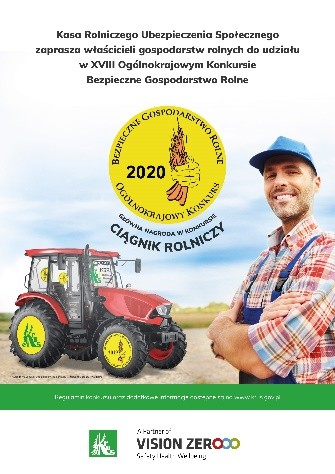 Kasa Rolniczego Ubezpieczenia Społecznego
zaprasza właścicieli gospodarstw rolnych do udziału
w XVIII Ogólnokrajowym Konkursie
Bezpieczne Gospodarstwo Rolne
BEZPIECZNE GOSPODARSTWO ROLNE
2020
OGÓLNOKRAJOWY KONKURS
GŁÓWNA NAGRODA W KONKURSIE
CIĄGNIK ROLNICZY
Regulamin konkursu oraz dodatkowe informacje dostępne są na www.krus.gov.pl
A Partner of
VISION ZERO
Safety.Health.Wellbeing.